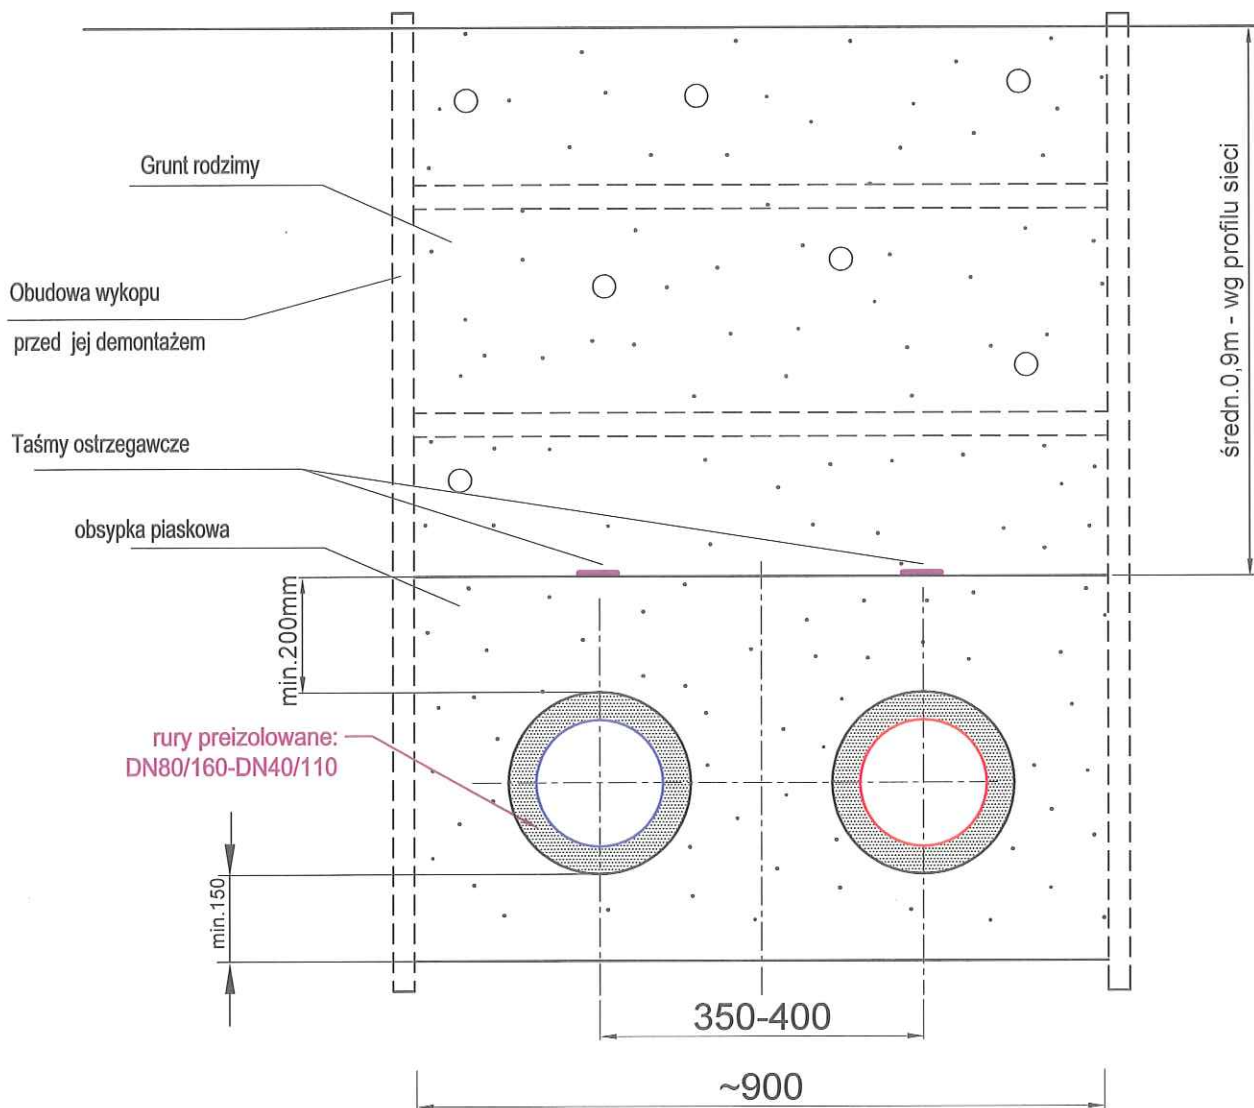 Grunt rodzimy
Obudowa wykopu
przed jej demontażem
Taśmy ostrzegawcze
obsypka piaskowa
min.200mm
rury preizolowane:
DN80/160-DN40/110
min.150
350-400
~900
średn.0,9m - wg profilu sieci